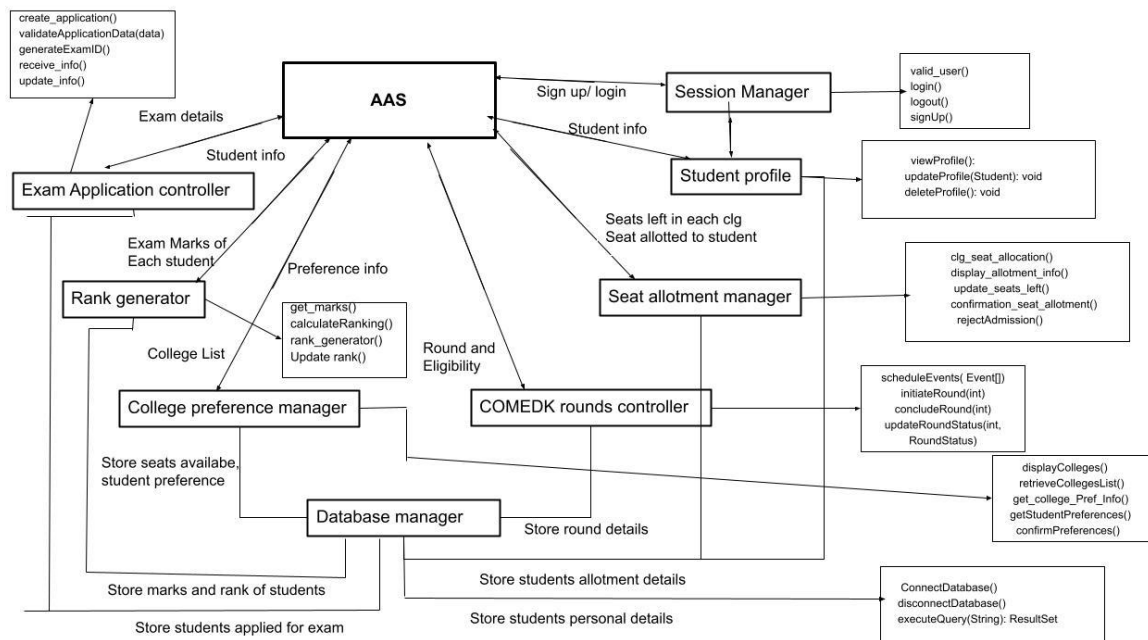 create_application()
validateApplicationData(data)
generateExamID()
receive_info()
update_info()
AAS
Sign up/ login
Session Manager
valid_user()
login()
logout()
signUp()
Exam details
Student info
Student info
Exam Application controller
Student profile
viewProfile():
updateProfile(Student): void
deleteProfile(): void
Exam Marks of
Each student
Preference info
Seats left in each clg
Seat allotted to student
Rank generator
get_marks()
calculateRanking()
rank_generator()
Update rank()
Seat allotment manager
clg_seat_allocation()
display_allotment_info()
update_seats_left()
confirmation_seat_allotment()
rejectAdmission()
College List
Round and
Eligibility
College preference manager
COMEDK rounds controller
scheduleEvents( Event[])
initiateRound(int)
concludeRound(int)
updateRoundStatus(int,
RoundStatus)
Store seats availabe,
student preference
displayColleges()
retrieveCollegesList()
get_college_Pref_Info()
getStudentPreferences()
confirmPreferences()
Database manager
Store round details
Store marks and rank of students
Store students allotment details
Store students applied for exam
Store students personal details
ConnectDatabase()
disconnectDatabase()
executeQuery(String): ResultSet